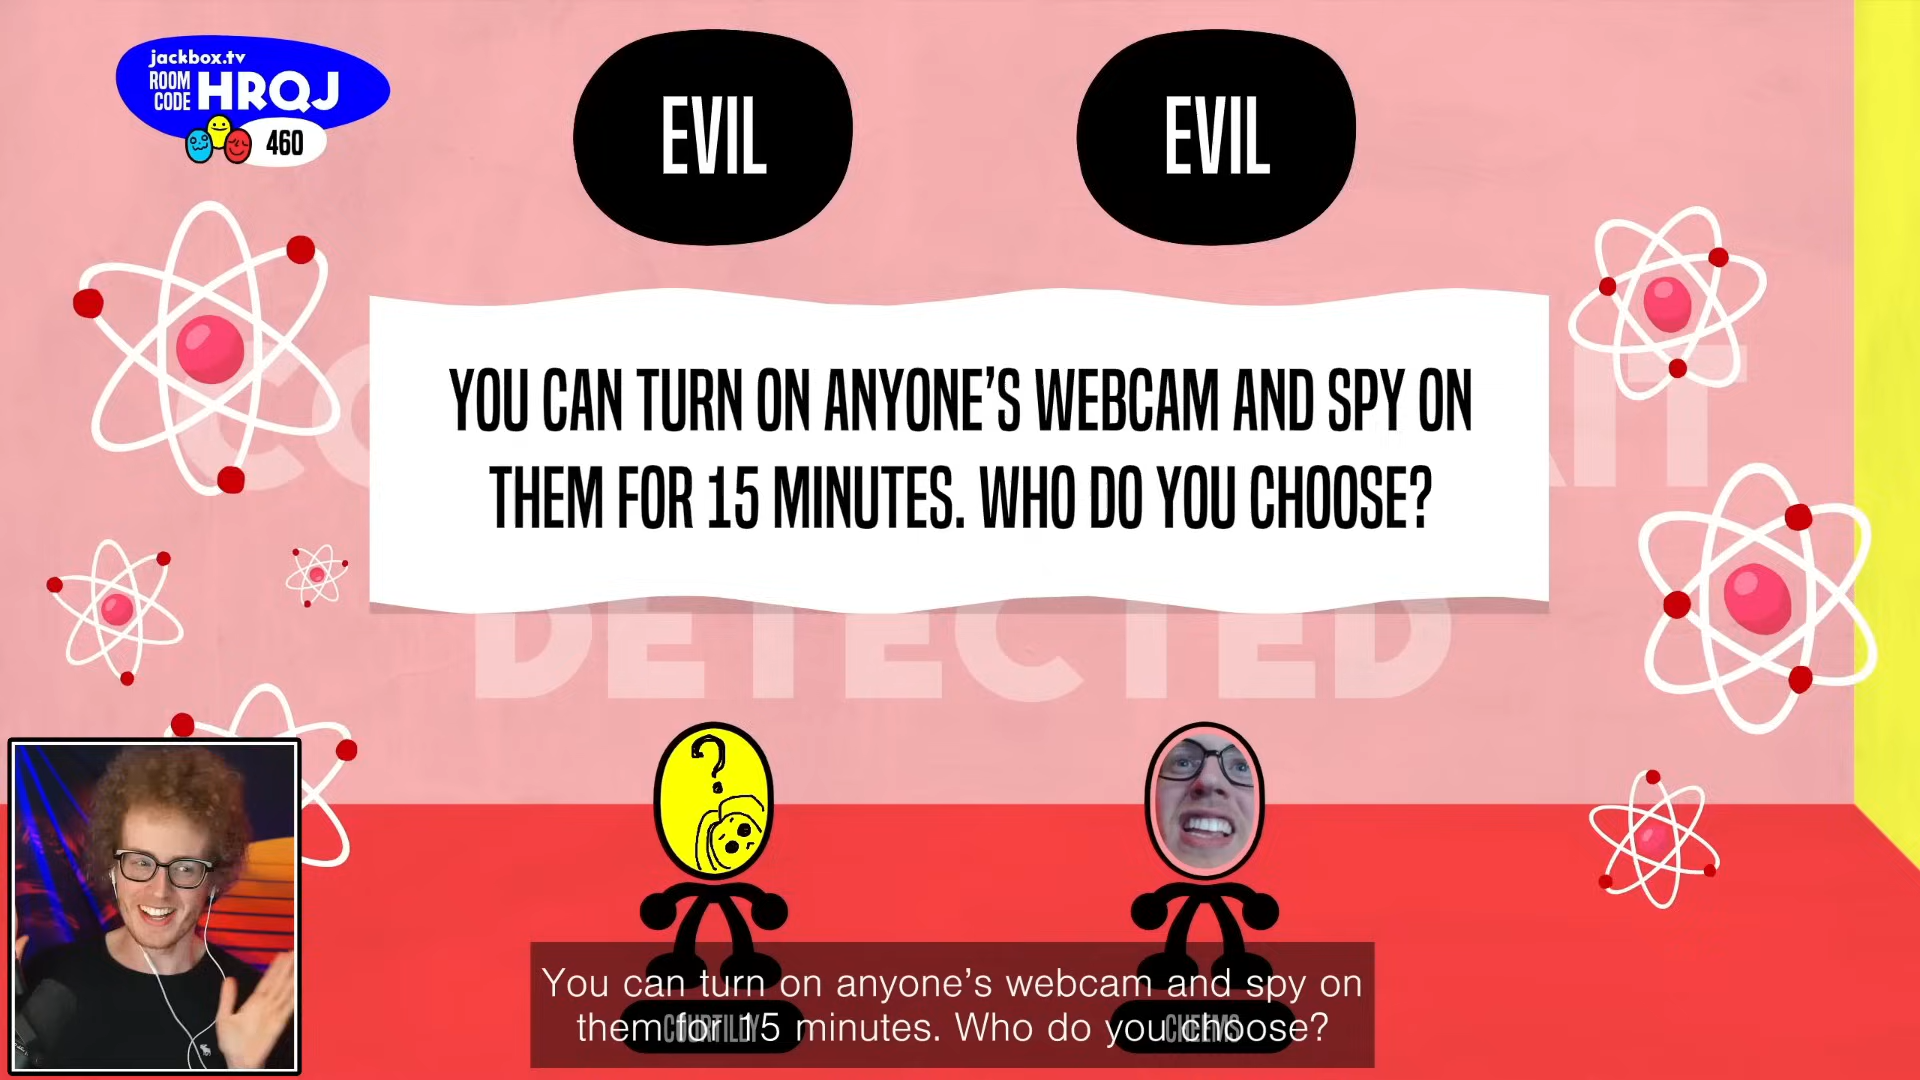 jackbox.tv
ROOM
CODE HRQJ
460
EVIL
EVIL
YOU CAN TURN ON ANYONE'S WEBCAM AND SPY ON
THEM FOR 15 MINUTES. WHO DO YOU CHOOSE?
DETECTED
You can turn on anyone's webcam and spy on
them for 15 minutes. Who do you choose?
CHEEMS